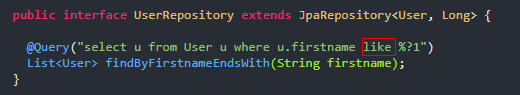 public interface UserRepository extends JpaRepository<User, Long> {
@Query("select u from User u where u.firstname like %?1")
List<User> findByFirstnameEndsWith(String firstname);
}